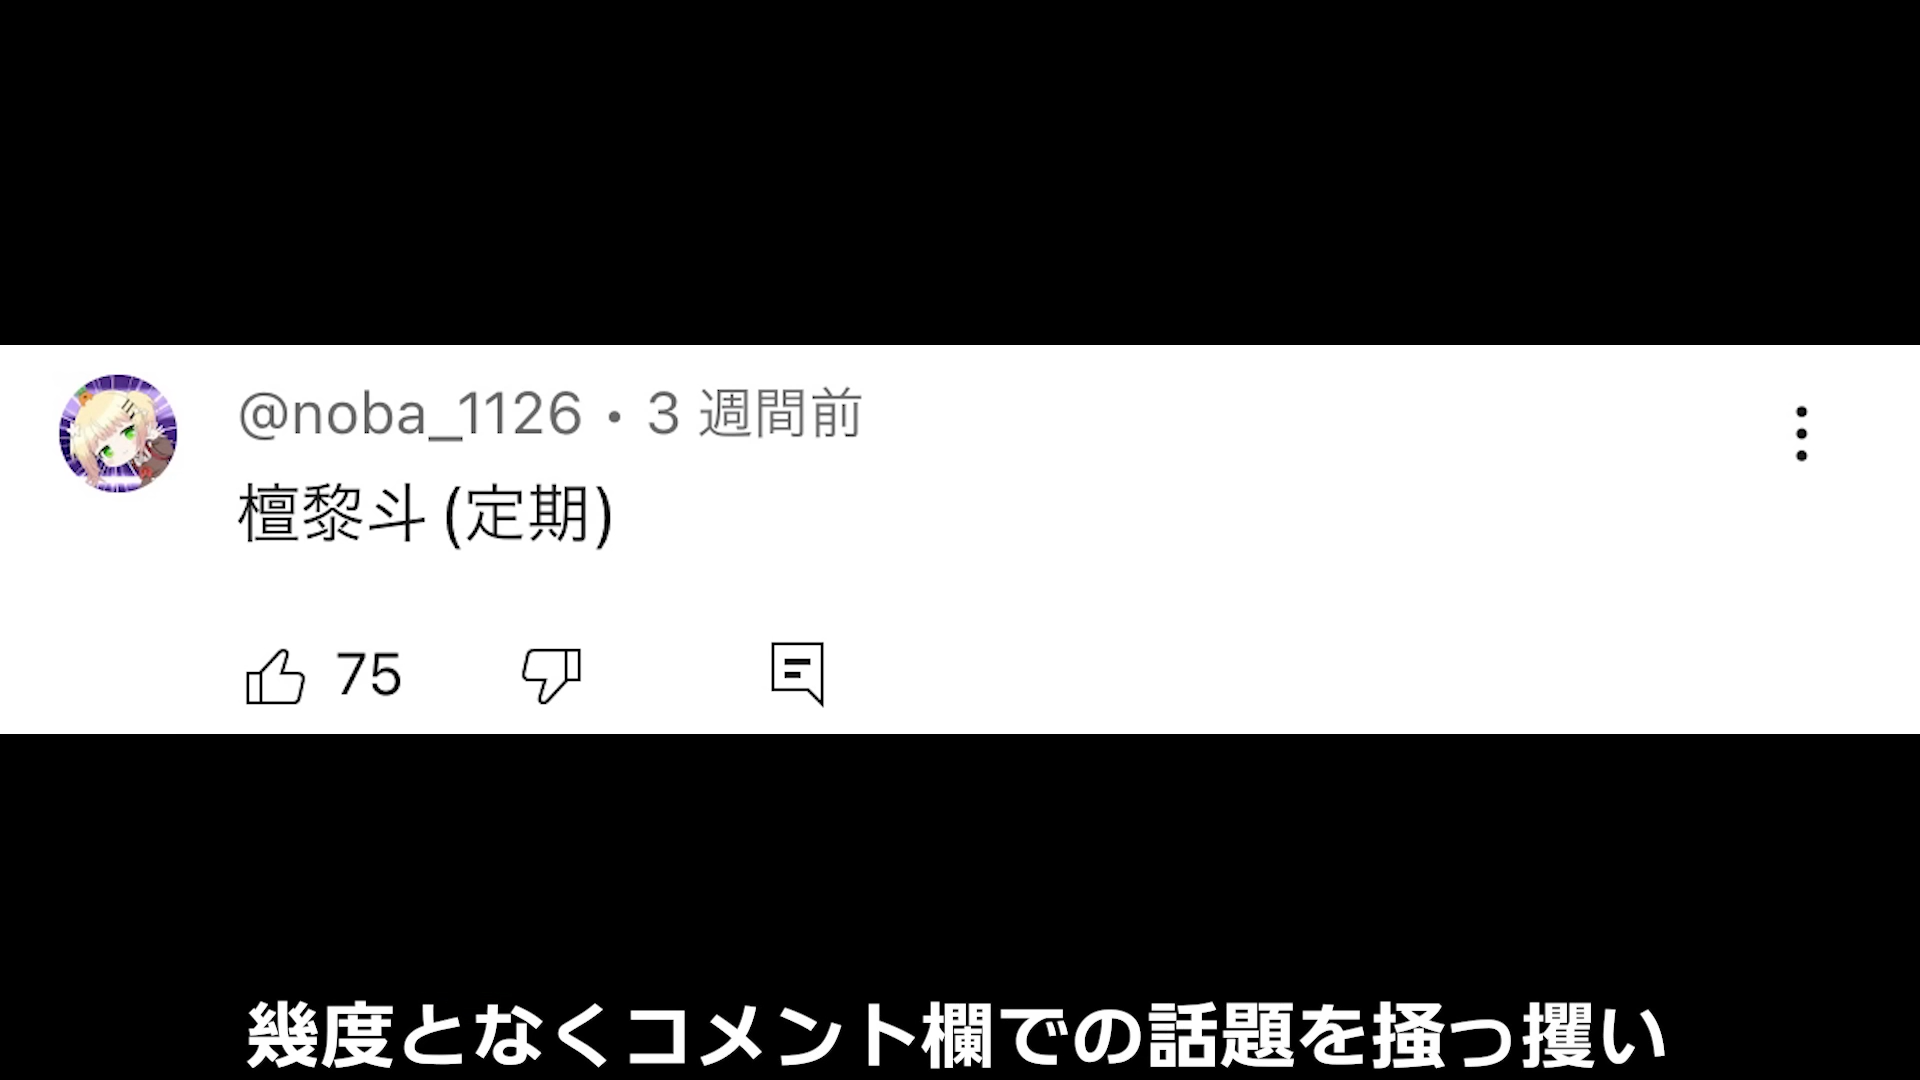 @noba_1126・3 週間前
檀黎斗 (定期)
75
幾度となくコメント欄での話題を掻っ攫い